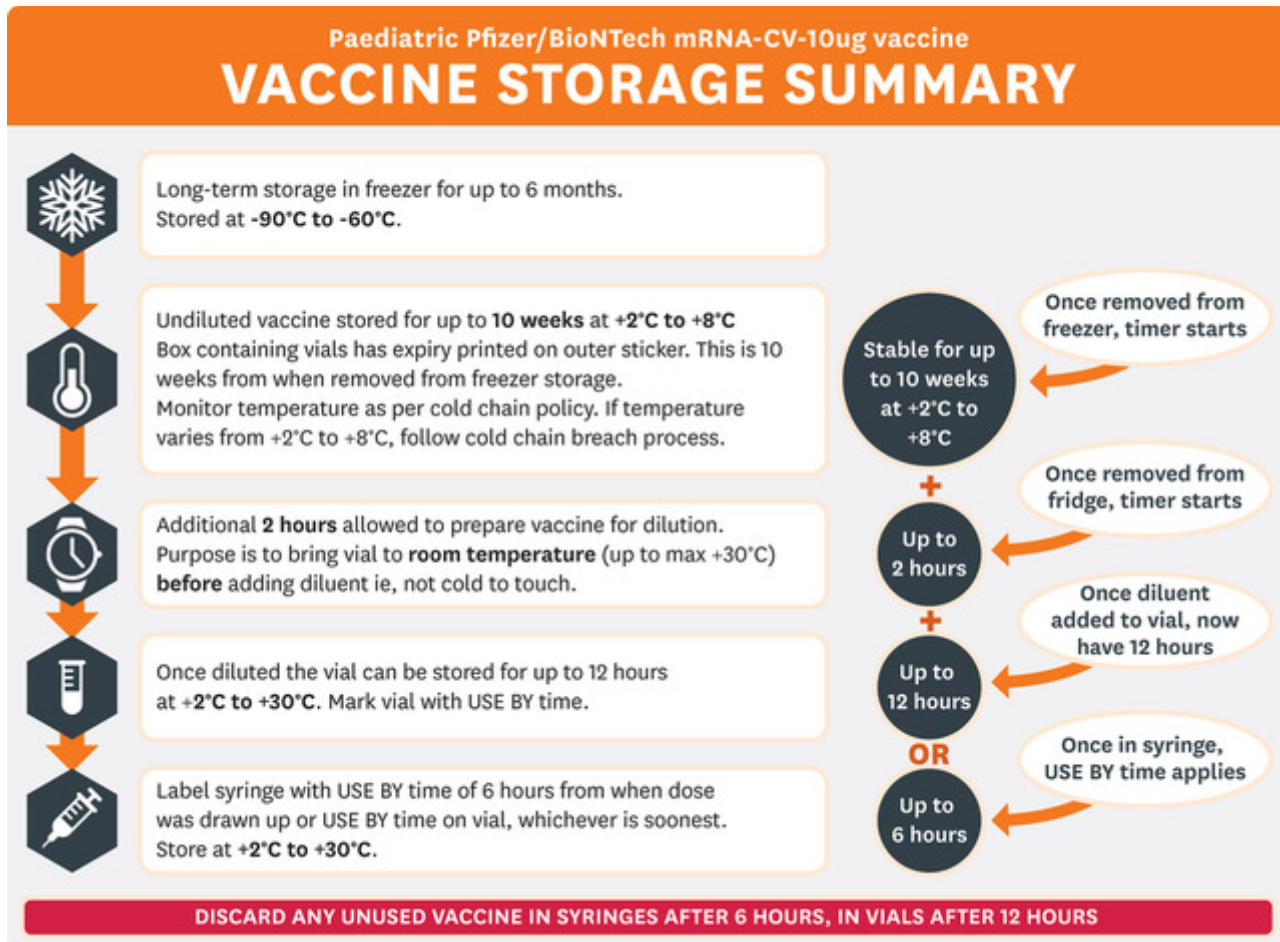 Paediatric Pfizer/BioNTech mRNA-CV-10ug vaccine
VACCINE STORAGE SUMMARY
Long-term storage in freezer for up to 6 months.
Stored at -90°C to -60°C.
Undiluted vaccine stored for up to 10 weeks at +2°C to +8°C
Box containing vials has expiry printed on outer sticker. This is 10
weeks from when removed from freezer storage.
Monitor temperature as per cold chain policy. If temperature
varies from +2°C to +8°C, follow cold chain breach process.
Stable for up
to 10 weeks
at +2°C to
+8°C
Once removed from
freezer, timer starts
+
Additional 2 hours allowed to prepare vaccine for dilution.
Purpose is to bring vial to room temperature (up to max +30°C)
before adding diluent ie, not cold to touch.
Up to
2 hours
Once removed from
fridge, timer starts
+
Once diluted the vial can be stored for up to 12 hours
at +2°C to +30°C. Mark vial with USE BY time.
Up to
12 hours
Once diluent
added to vial, now
have 12 hours
OR
Label syringe with USE BY time of 6 hours from when dose
was drawn up or USE BY time on vial, whichever is soonest.
Store at +2°C to +30°C.
Up to
6 hours
Once in syringe,
USE BY time applies
DISCARD ANY UNUSED VACCINE IN SYRINGES AFTER 6 HOURS, IN VIALS AFTER 12 HOURS